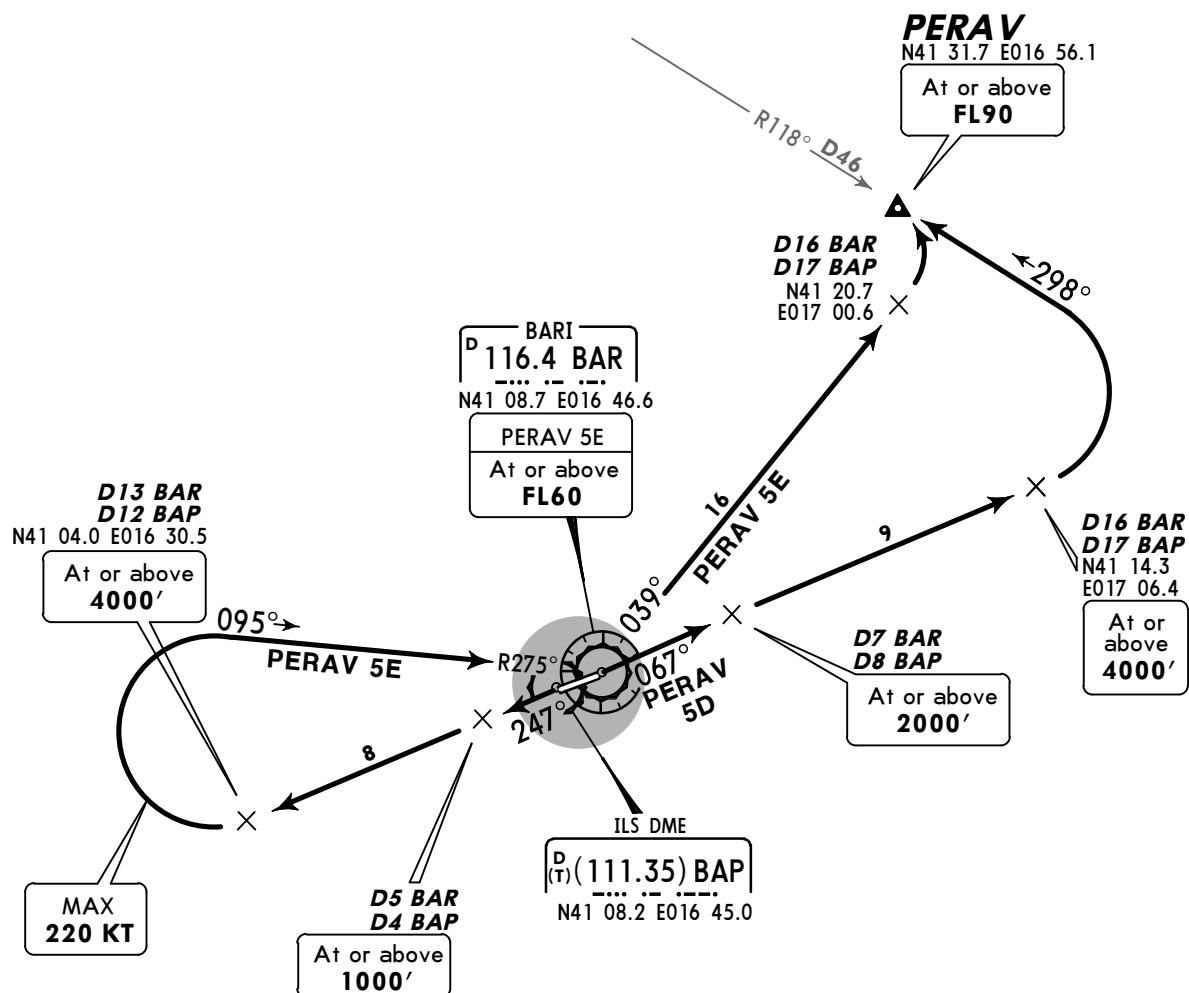 PERAV
N41 31.7 E016 56.1
At or above
FL90
R118° D46
D16 BAR
D17 BAP
N41 20.7
E017 00.6
298°
BARI
D 116.4 BAR
N41 08.7 E016 46.6
PERAV 5E
At or above
FL60
16
PERAV 5E
039°
9
D16 BAR
D17 BAP
N41 14.3
E017 06.4
At or
above
4000'
D13 BAR
D12 BAP
N41 04.0 E016 30.5
At or above
4000'
095°
PERAV 5E
R275°
067°
PERAV
5D
247°
D7 BAR
D8 BAP
At or above
2000'
8
MAX
220 KT
D5 BAR
D4 BAP
At or above
1000'
ILS DME
D
(T) (111.35) BAP
N41 08.2 E016 45.0